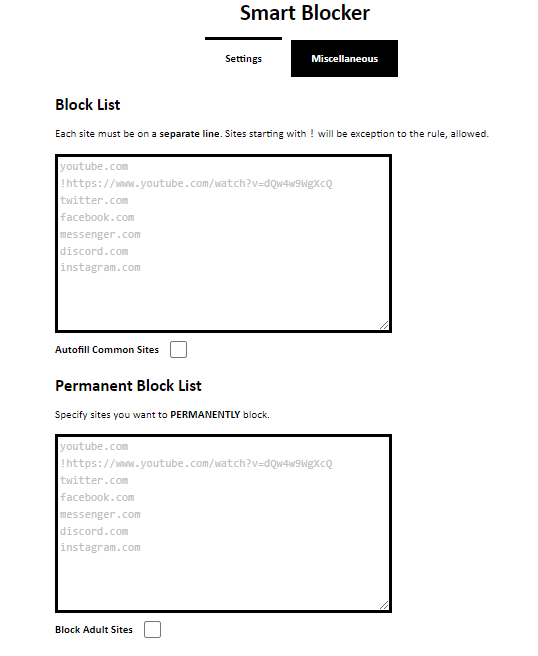 Smart Blocker
Settings
Miscellaneous
Block List
Each site must be on a separate line. Sites starting with ! will be exception to the rule, allowed.
youtube.com
!https://www.youtube.com/watch?v=dQw4w9WgXcQ
twitter.com
facebook.com
messenger.com
discord.com
instagram.com
Autofill Common Sites
Permanent Block List
Specify sites you want to PERMANENTLY block.
youtube.com
!https://www.youtube.com/watch?v=dQw4w9WgXcQ
twitter.com
facebook.com
messenger.com
discord.com
instagram.com
Block Adult Sites